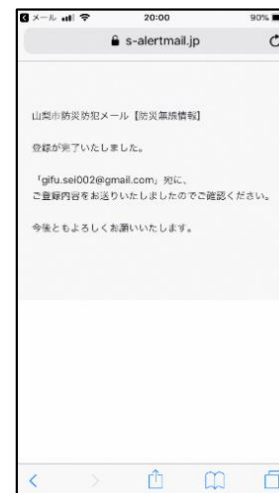 メール 20:00 90%
s-alertmail.jp
山梨市防災防犯メール【防災無線情報】
登録が完了いたしました。
「gifu.sei002@gmail.com」宛に、
ご登録内容をお送りいたしましたのでご確認ください。
今後ともよろしくお願いいたします。